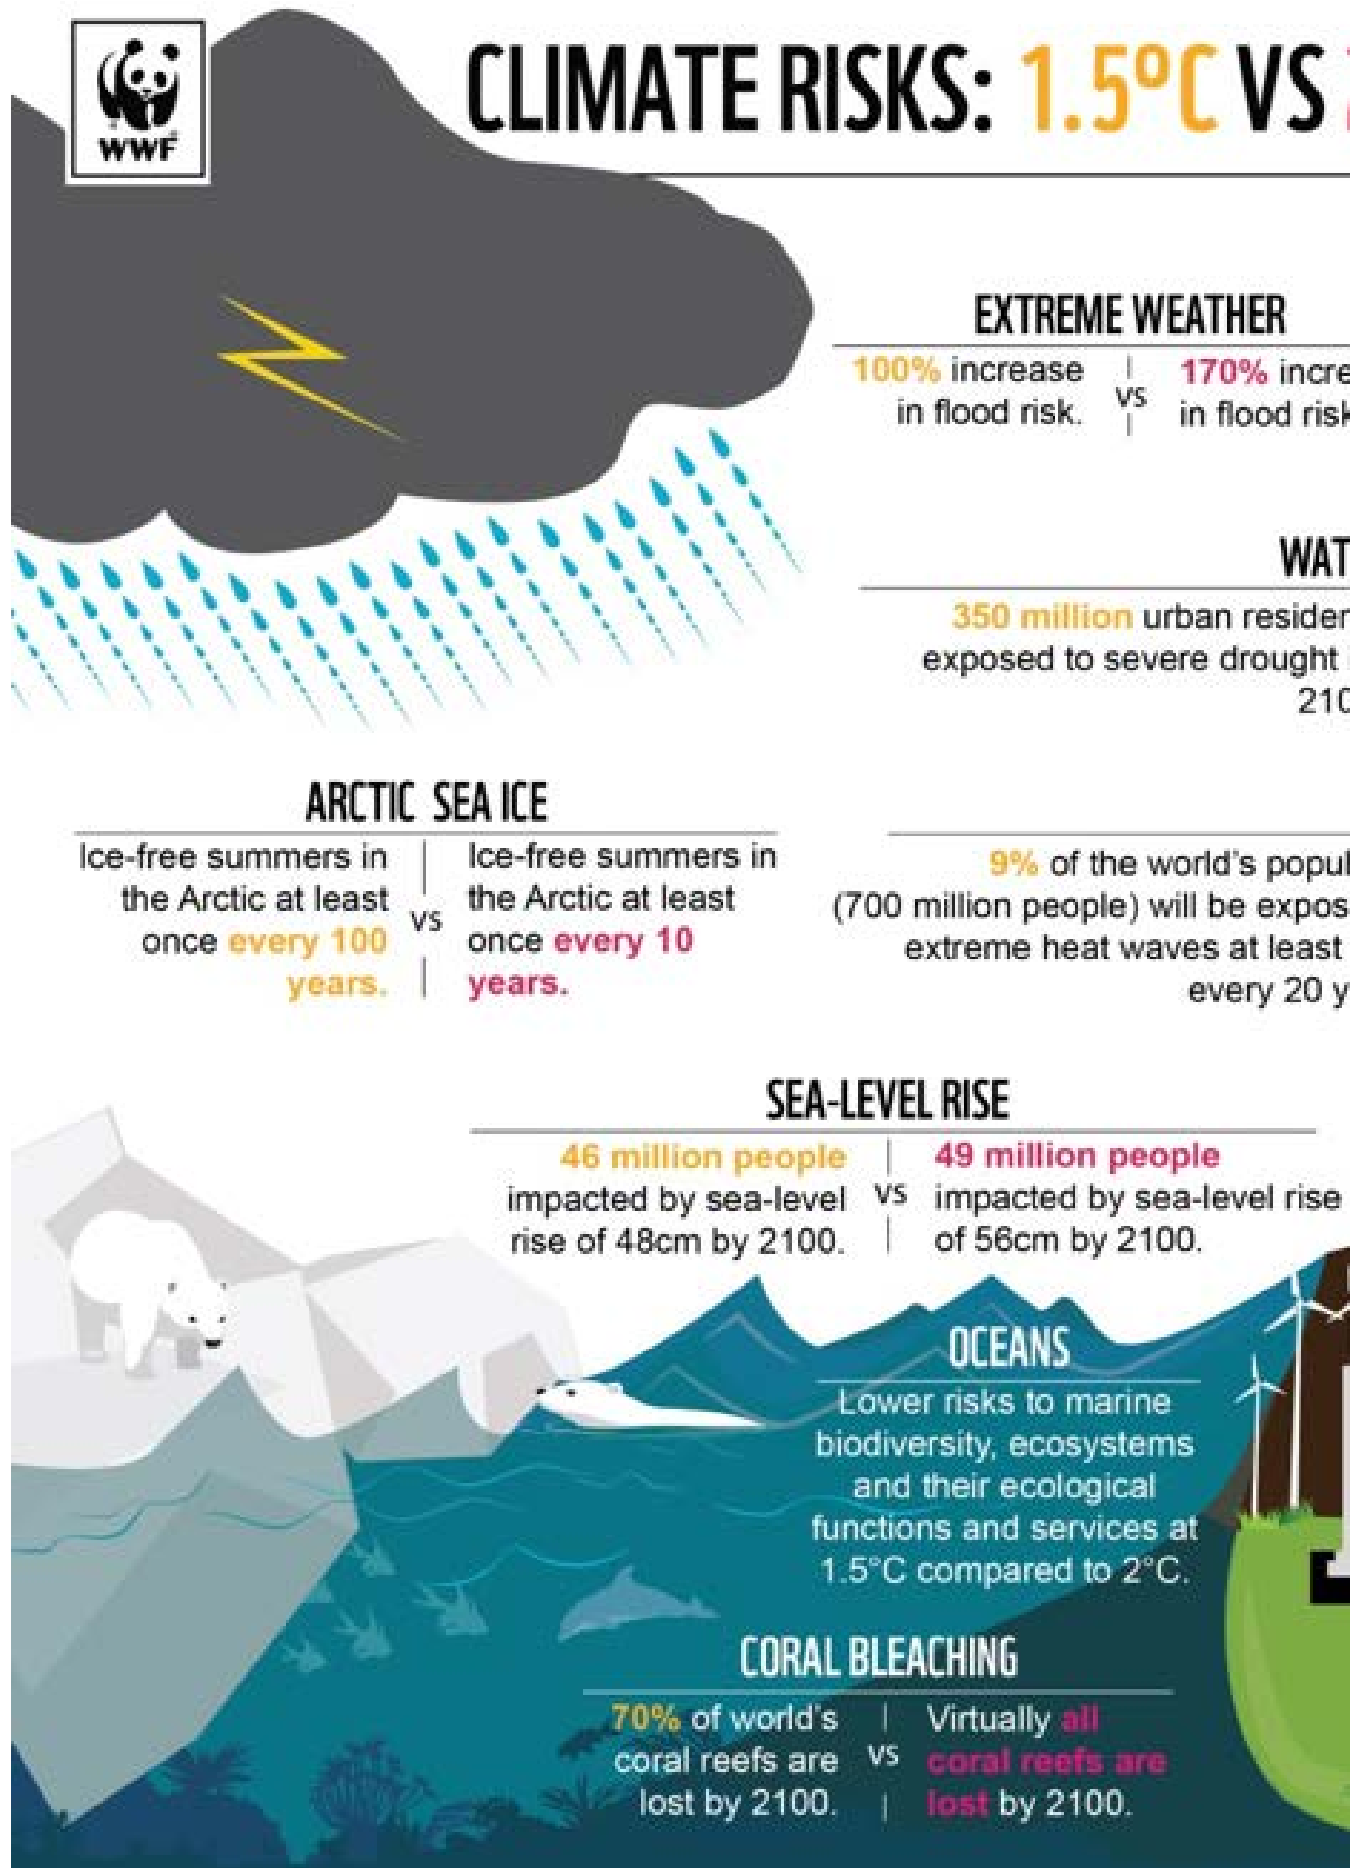 WWF
CLIMATE RISKS: 1.5°C VS
EXTREME WEATHER
100% increase
in flood risk.
VS
170% incre
in flood risk
WAT
350 million urban residen
exposed to severe drought
210
ARCTIC SEA ICE
Ice-free summers in
the Arctic at least
once every 100
years.
VS
Ice-free summers in
the Arctic at least
once every 10
years.
9% of the world's popul
(700 million people) will be expos
extreme heat waves at least
every 20 y
SEA-LEVEL RISE
46 million people
impacted by sea-level
rise of 48cm by 2100.
VS
49 million people
impacted by sea-level rise
of 56cm by 2100.
OCEANS
Lower risks to marine
biodiversity, ecosystems
and their ecological
functions and services at
1.5°C compared to 2°C.
CORAL BLEACHING
70% of world's
coral reefs are
lost by 2100.
VS
Virtually all
coral reefs are
lost by 2100.